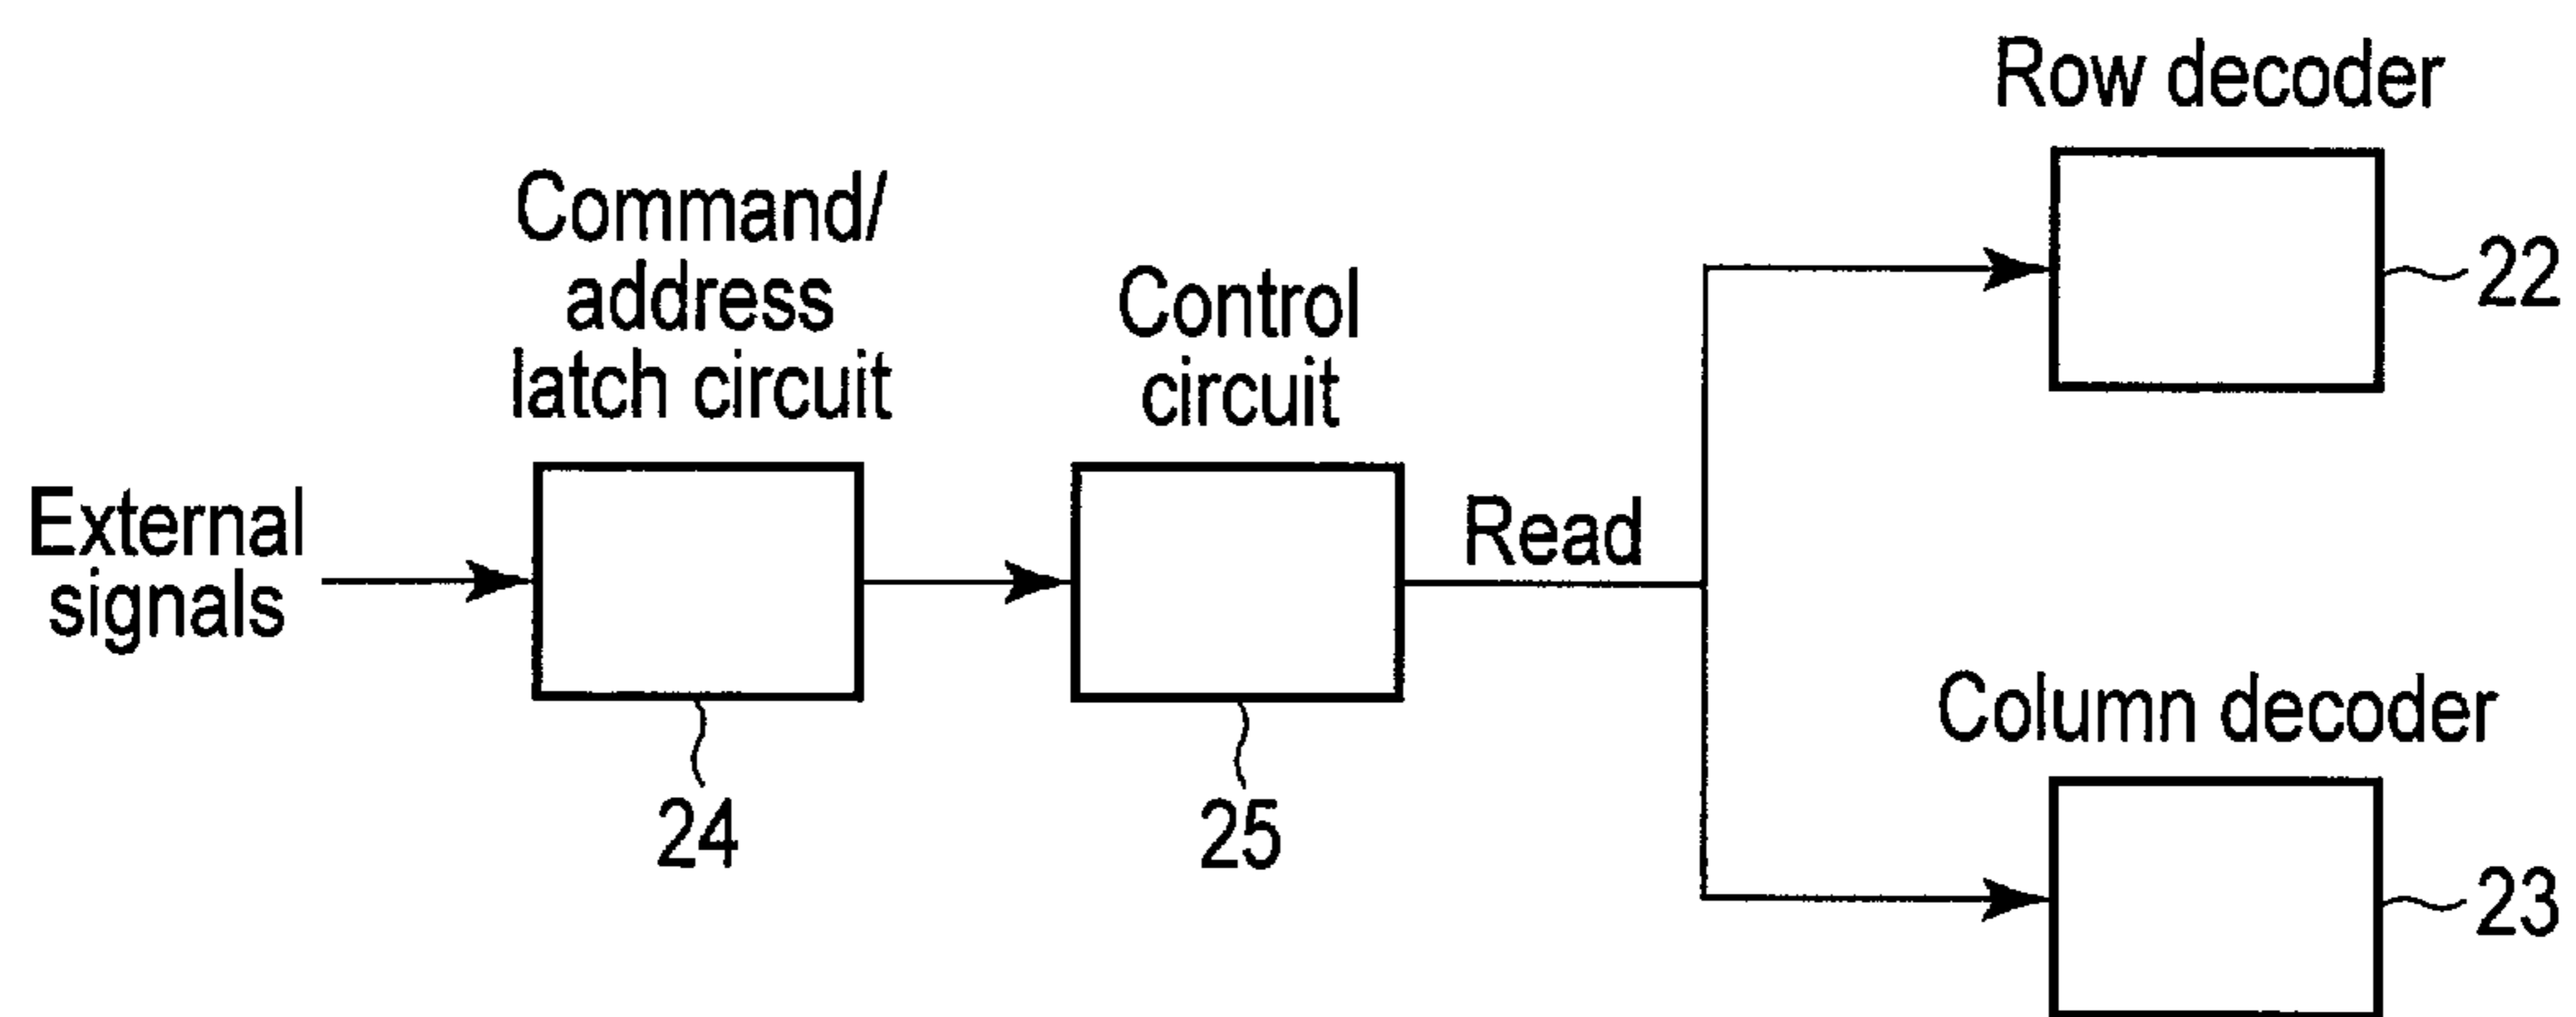 External
signals
Command/
address
latch circuit
24
Control
circuit
25
Read
Row decoder
22
Column decoder
23